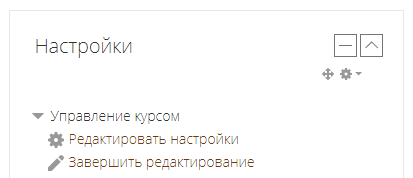 Настройки
Управление курсом
Редактировать настройки
Завершить редактирование